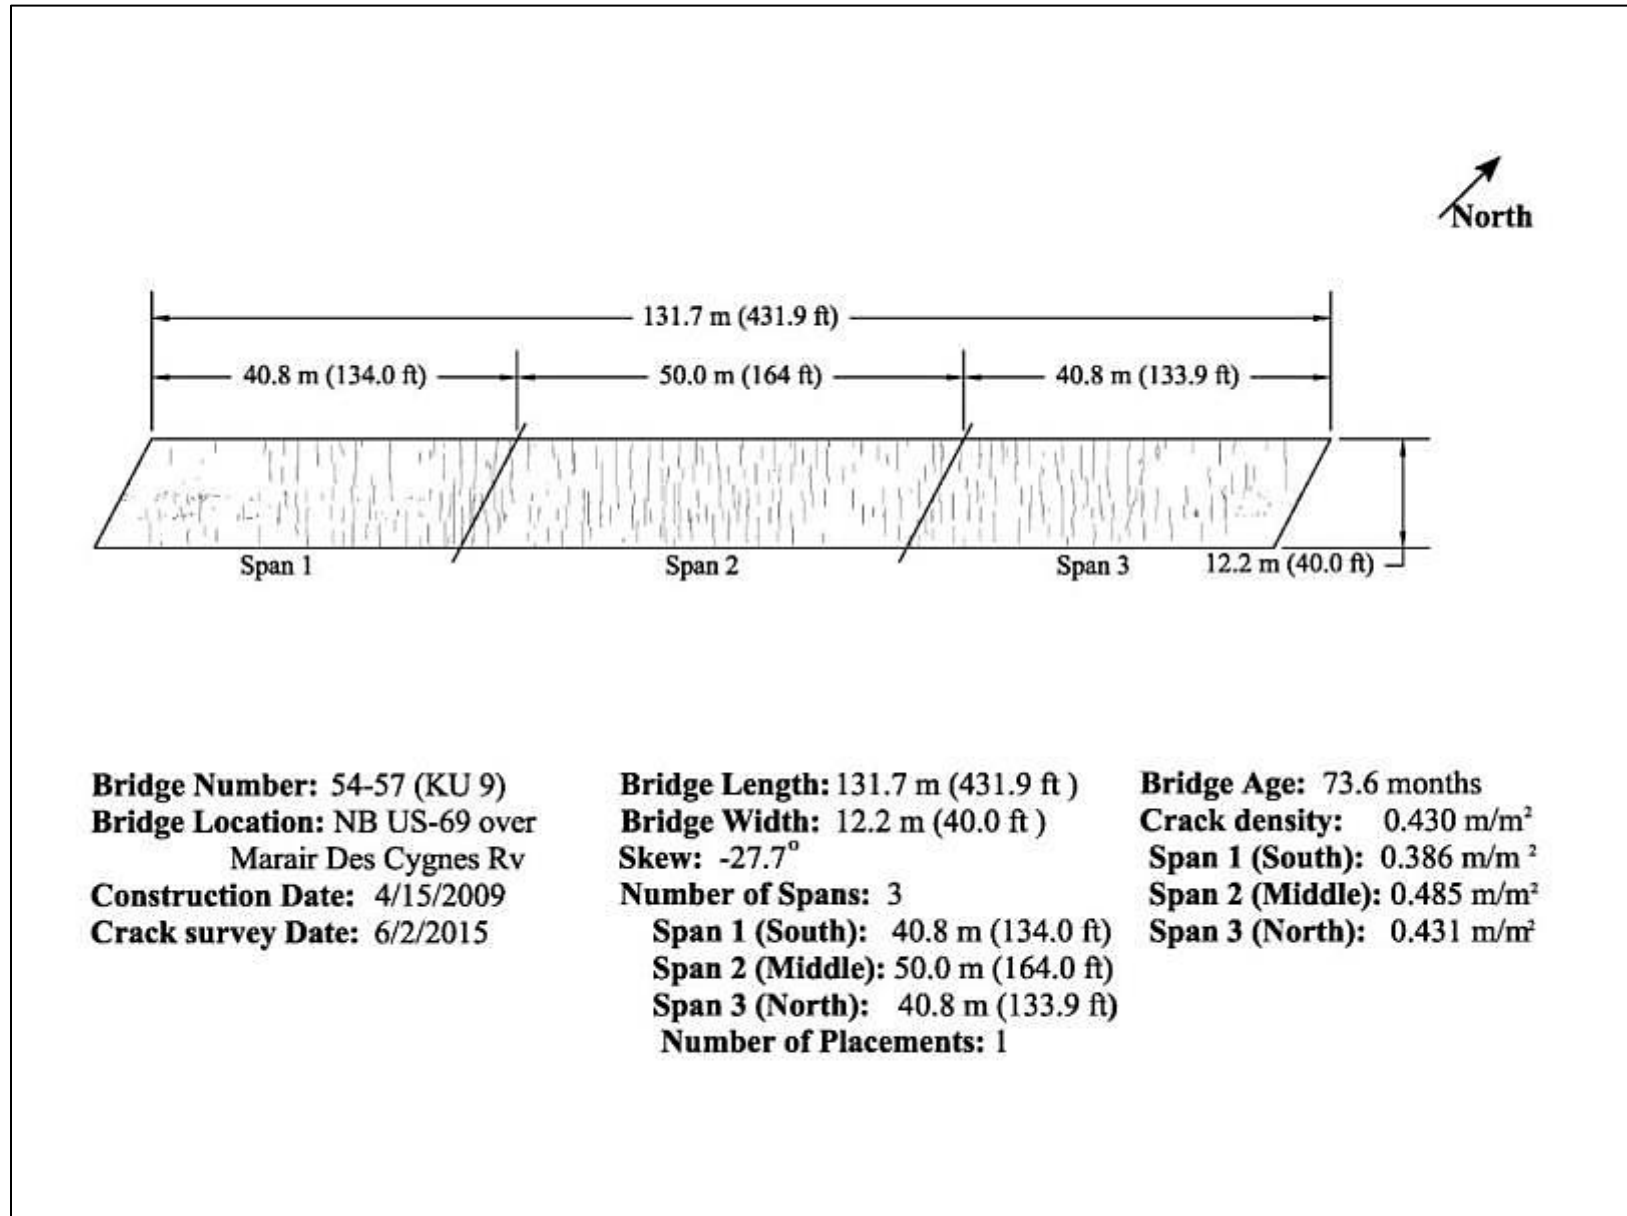 North
131.7 m (431.9 ft)
40.8 m (134.0 ft)
50.0 m (164 ft)
40.8 m (133.9 ft)
Span 1
Span 2
Span 3
12.2 m (40.0 ft)
Bridge Number: 54-57 (KU 9)
Bridge Location: NB US-69 over
Marair Des Cygnes Rv
Construction Date: 4/15/2009
Crack survey Date: 6/2/2015
Bridge Length: 131.7 m (431.9 ft )
Bridge Width: 12.2 m (40.0 ft )
Skew: -27.7°
Number of Spans: 3
Span 1 (South): 40.8 m (134.0 ft)
Span 2 (Middle): 50.0 m (164.0 ft)
Span 3 (North): 40.8 m (133.9 ft)
Number of Placements: 1
Bridge Age: 73.6 months
Crack density: 0.430 m/m²
Span 1 (South): 0.386 m/m ²
Span 2 (Middle): 0.485 m/m²
Span 3 (North): 0.431 m/m²